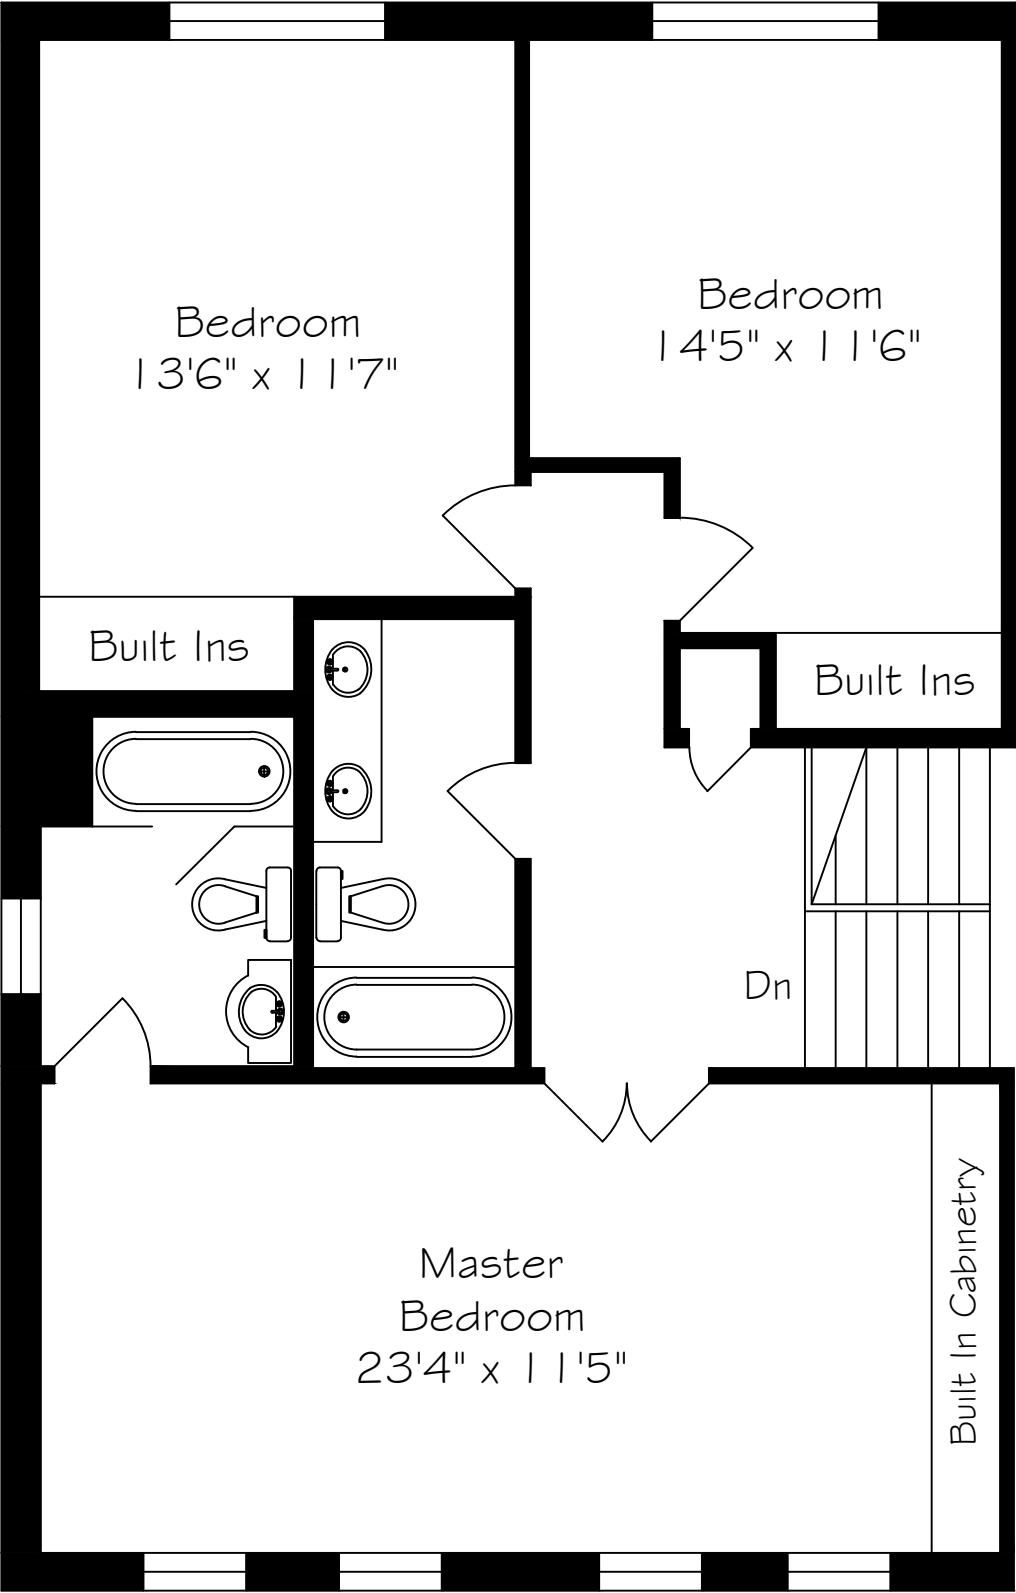 Bedroom
13'6" x 11'7"
Bedroom
14'5" x 11'6"
Built Ins
Built Ins
Dn
Master
Bedroom
23'4" x 11'5"
Built In Cabinetry